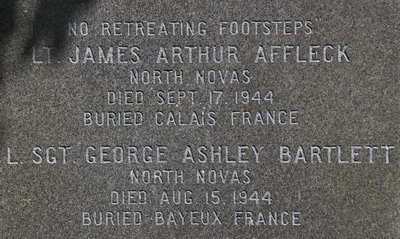 NO RETREATING FOOTSTEPS
LT. JAMES ARTHUR AFFLECK
NORTH NOVAS
DIED SEPT. 17, 1944
BURIED CALAIS FRANCE
L. SGT. GEORGE ASHLEY BARTLETT
NORTH NOVAS
DIED AUG. 15, 1944
BURIED BAYEUX FRANCE